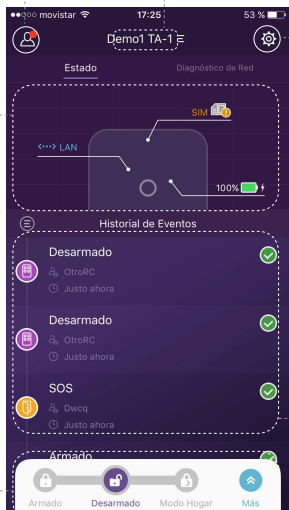 movistar 17:25 53 %
Demo1 TA-1
Estado Diagnóstico de Red
SIM
<···> LAN
100%
Historial de Eventos
Desarmado
OtroRC
Justo ahora
Desarmado
OtroRC
Justo ahora
SOS
Dwcq
Justo ahora
Armado
Armado Desarmado Modo Hogar Más